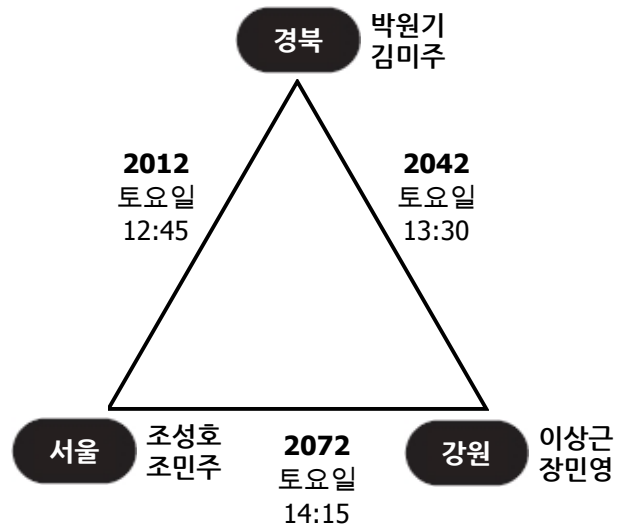 경북
박원기
김미주
2012
토요일
12:45
2042
토요일
13:30
서울
조성호
조민주
2072
토요일
14:15
강원
이상근
장민영